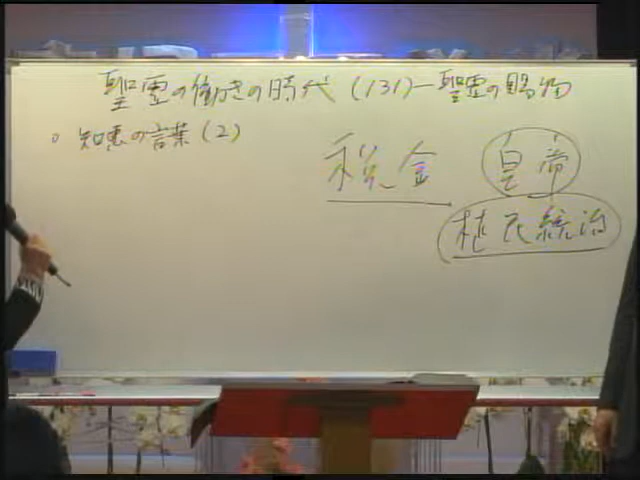 聖霊の働きの時代(131)-聖霊の賜物
○ 知恵の言葉(2)
税金 皇帝
植民統治